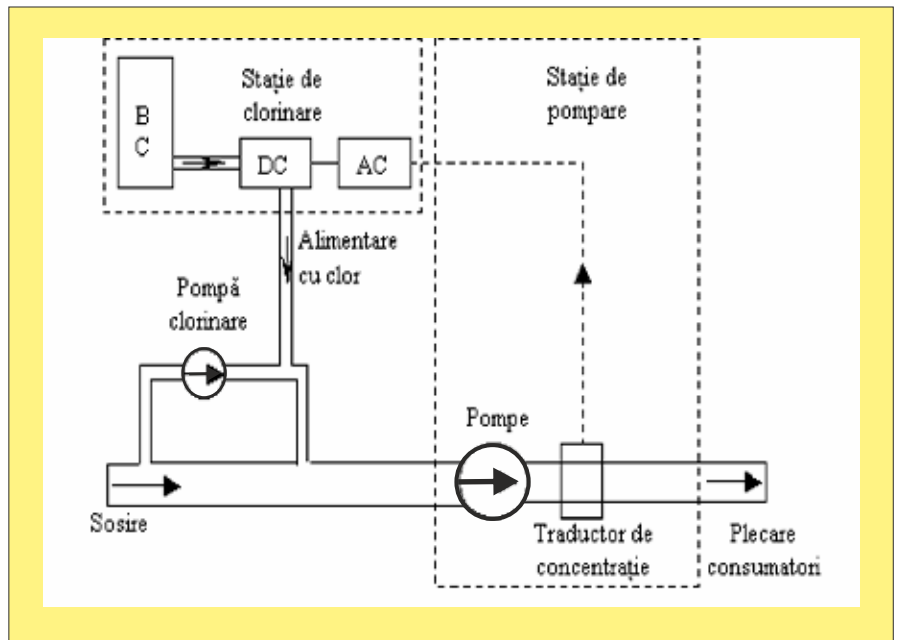 Stație de
clorinare
B
C
DC
AC
Stație de
pompare
Alimentare
cu clor
Pompă
clorinare
Pompe
Sosire
Traductor de
concentrație
Plecare
consumatori